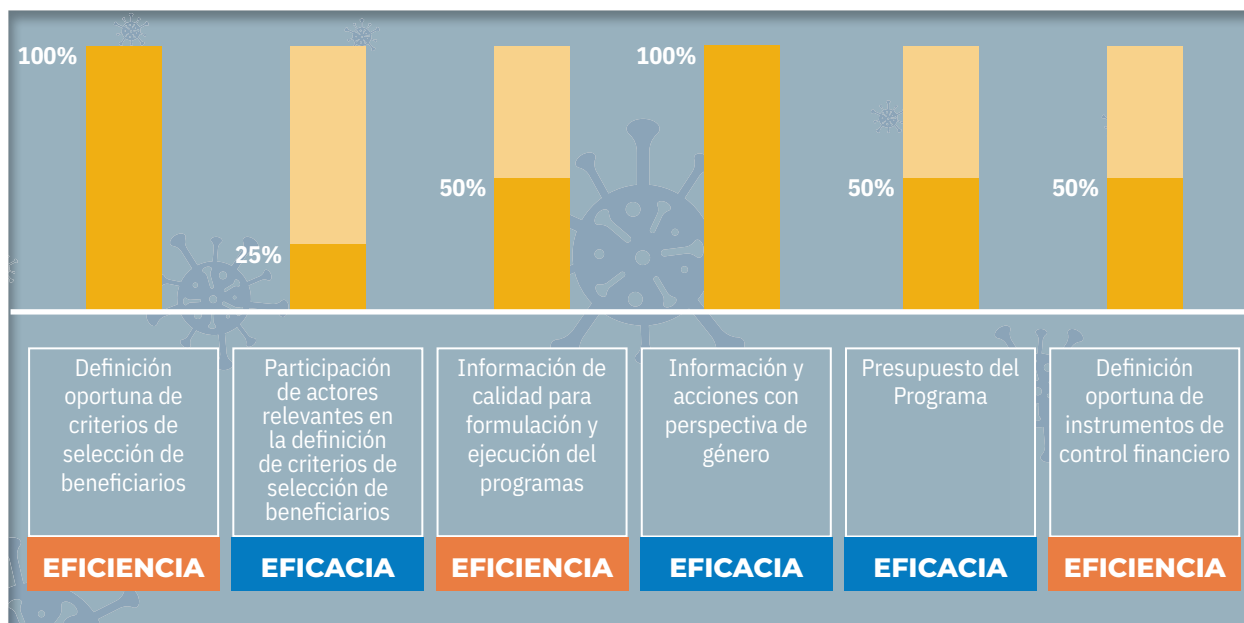 100%
25%
50%
100%
50%
50%
Definición
oportuna de
criterios de
selección de
beneficiarios
EFICIENCIA
Participación
de actores
relevantes en
la definición
de criterios de
selección de
beneficiarios
EFICACIA
Información de
calidad para
formulación y
ejecución del
programas
EFICIENCIA
Información y
acciones con
perspectiva de
género
EFICACIA
Presupuesto del
Programa
EFICACIA
Definición
oportuna de
instrumentos de
control financiero
EFICIENCIA